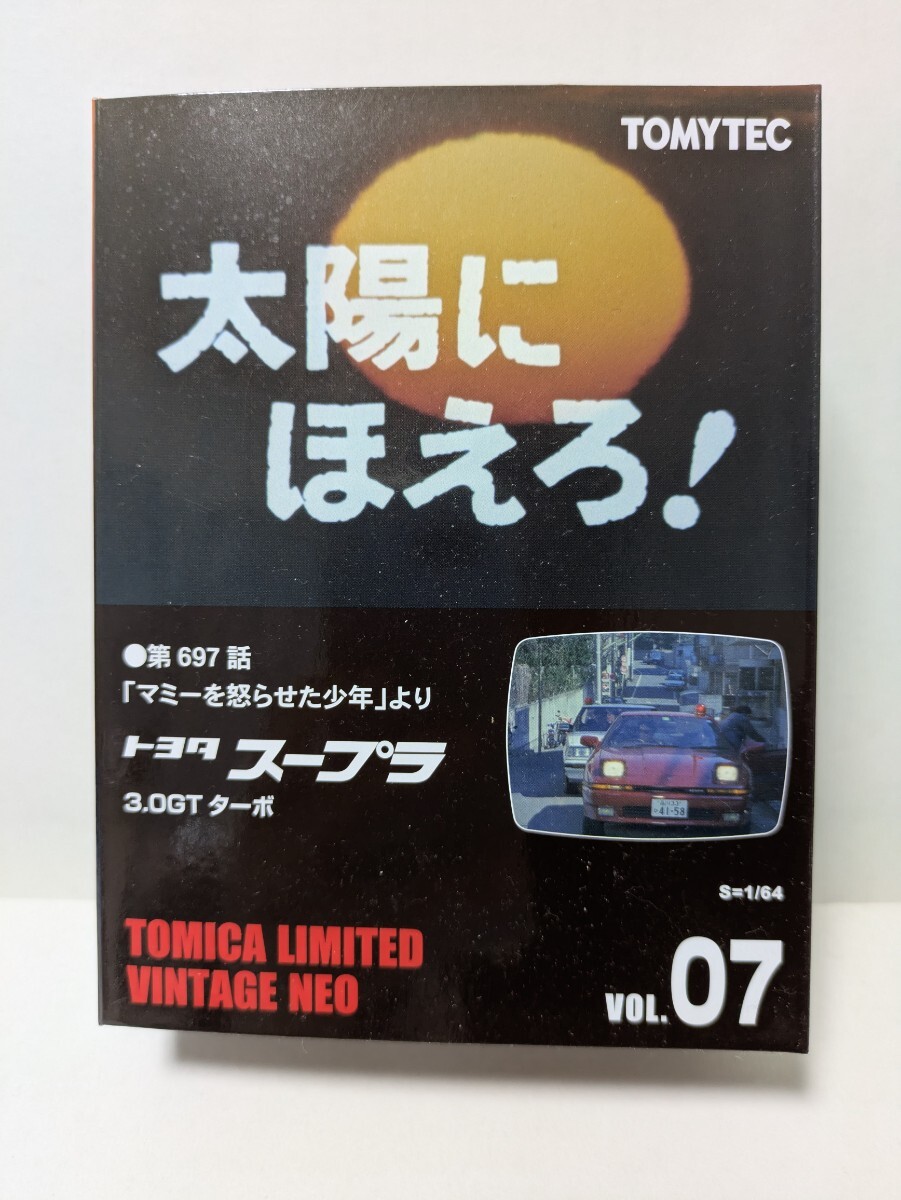 TOMYTEC
太陽に
ほえろ!
●第697話
「マミーを怒らせた少年」より
トヨタ スープラ
3.0GT ターボ
41-58
S=1/64
TOMICA LIMITED
VINTAGE NEO
VOL.07